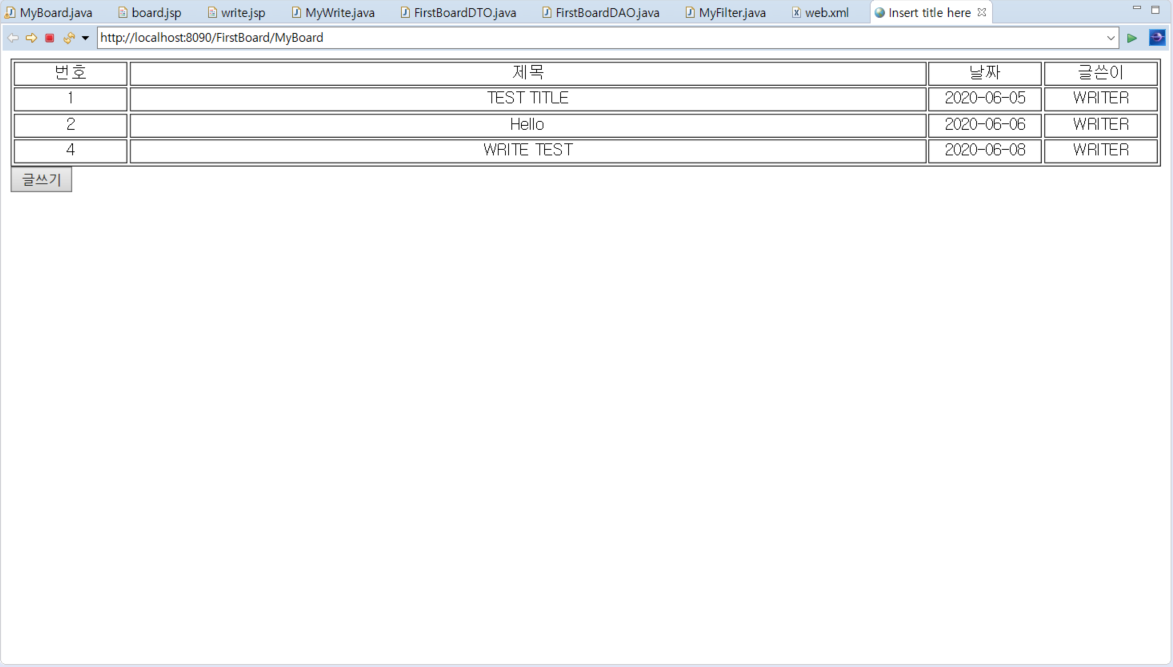 MyBoard.java board.jsp write.jsp MyWrite.java FirstBoardDTO.java FirstBoardDAO.java MyFilter.java web.xml Insert title here
http://localhost:8090/FirstBoard/MyBoard
번호 제목 날짜 글쓴이
1 TEST TITLE 2020-06-05 WRITER
2 Hello 2020-06-06 WRITER
4 WRITE TEST 2020-06-08 WRITER
글쓰기